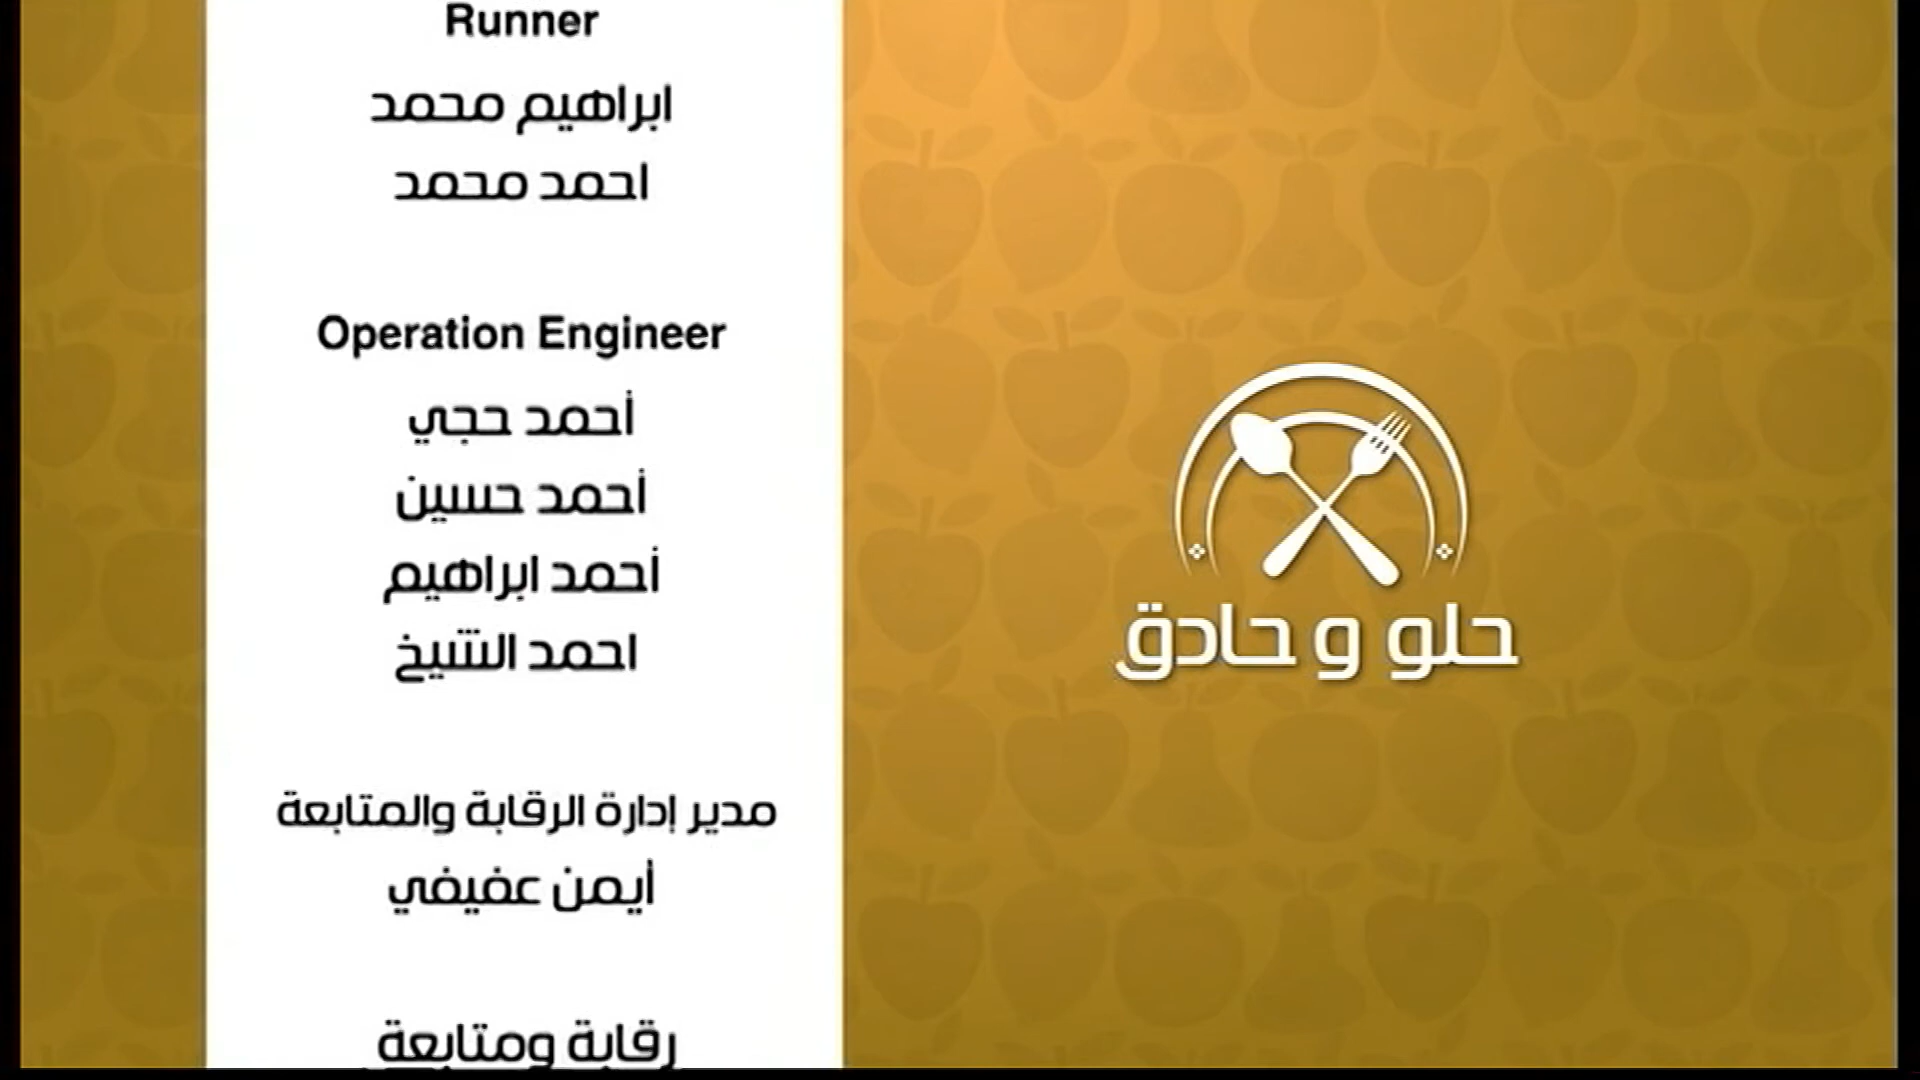 Runner
ابراهيم محمد
احمد محمد
Operation Engineer
أحمد حجي
أحمد حسين
أحمد ابراهيم
احمد الشيخ
مدير إدارة الرقابة والمتابعة
أيمن عفيفي
رقابة ومتابعة
حلو و حادق